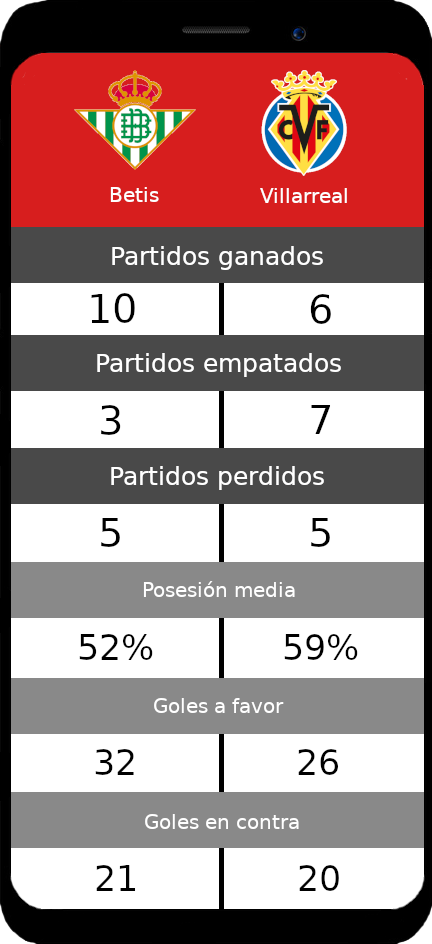 Betis Villarreal
Partidos ganados
10 6
Partidos empatados
3 7
Partidos perdidos
5 5
Posesión media
52% 59%
Goles a favor
32 26
Goles en contra
21 20